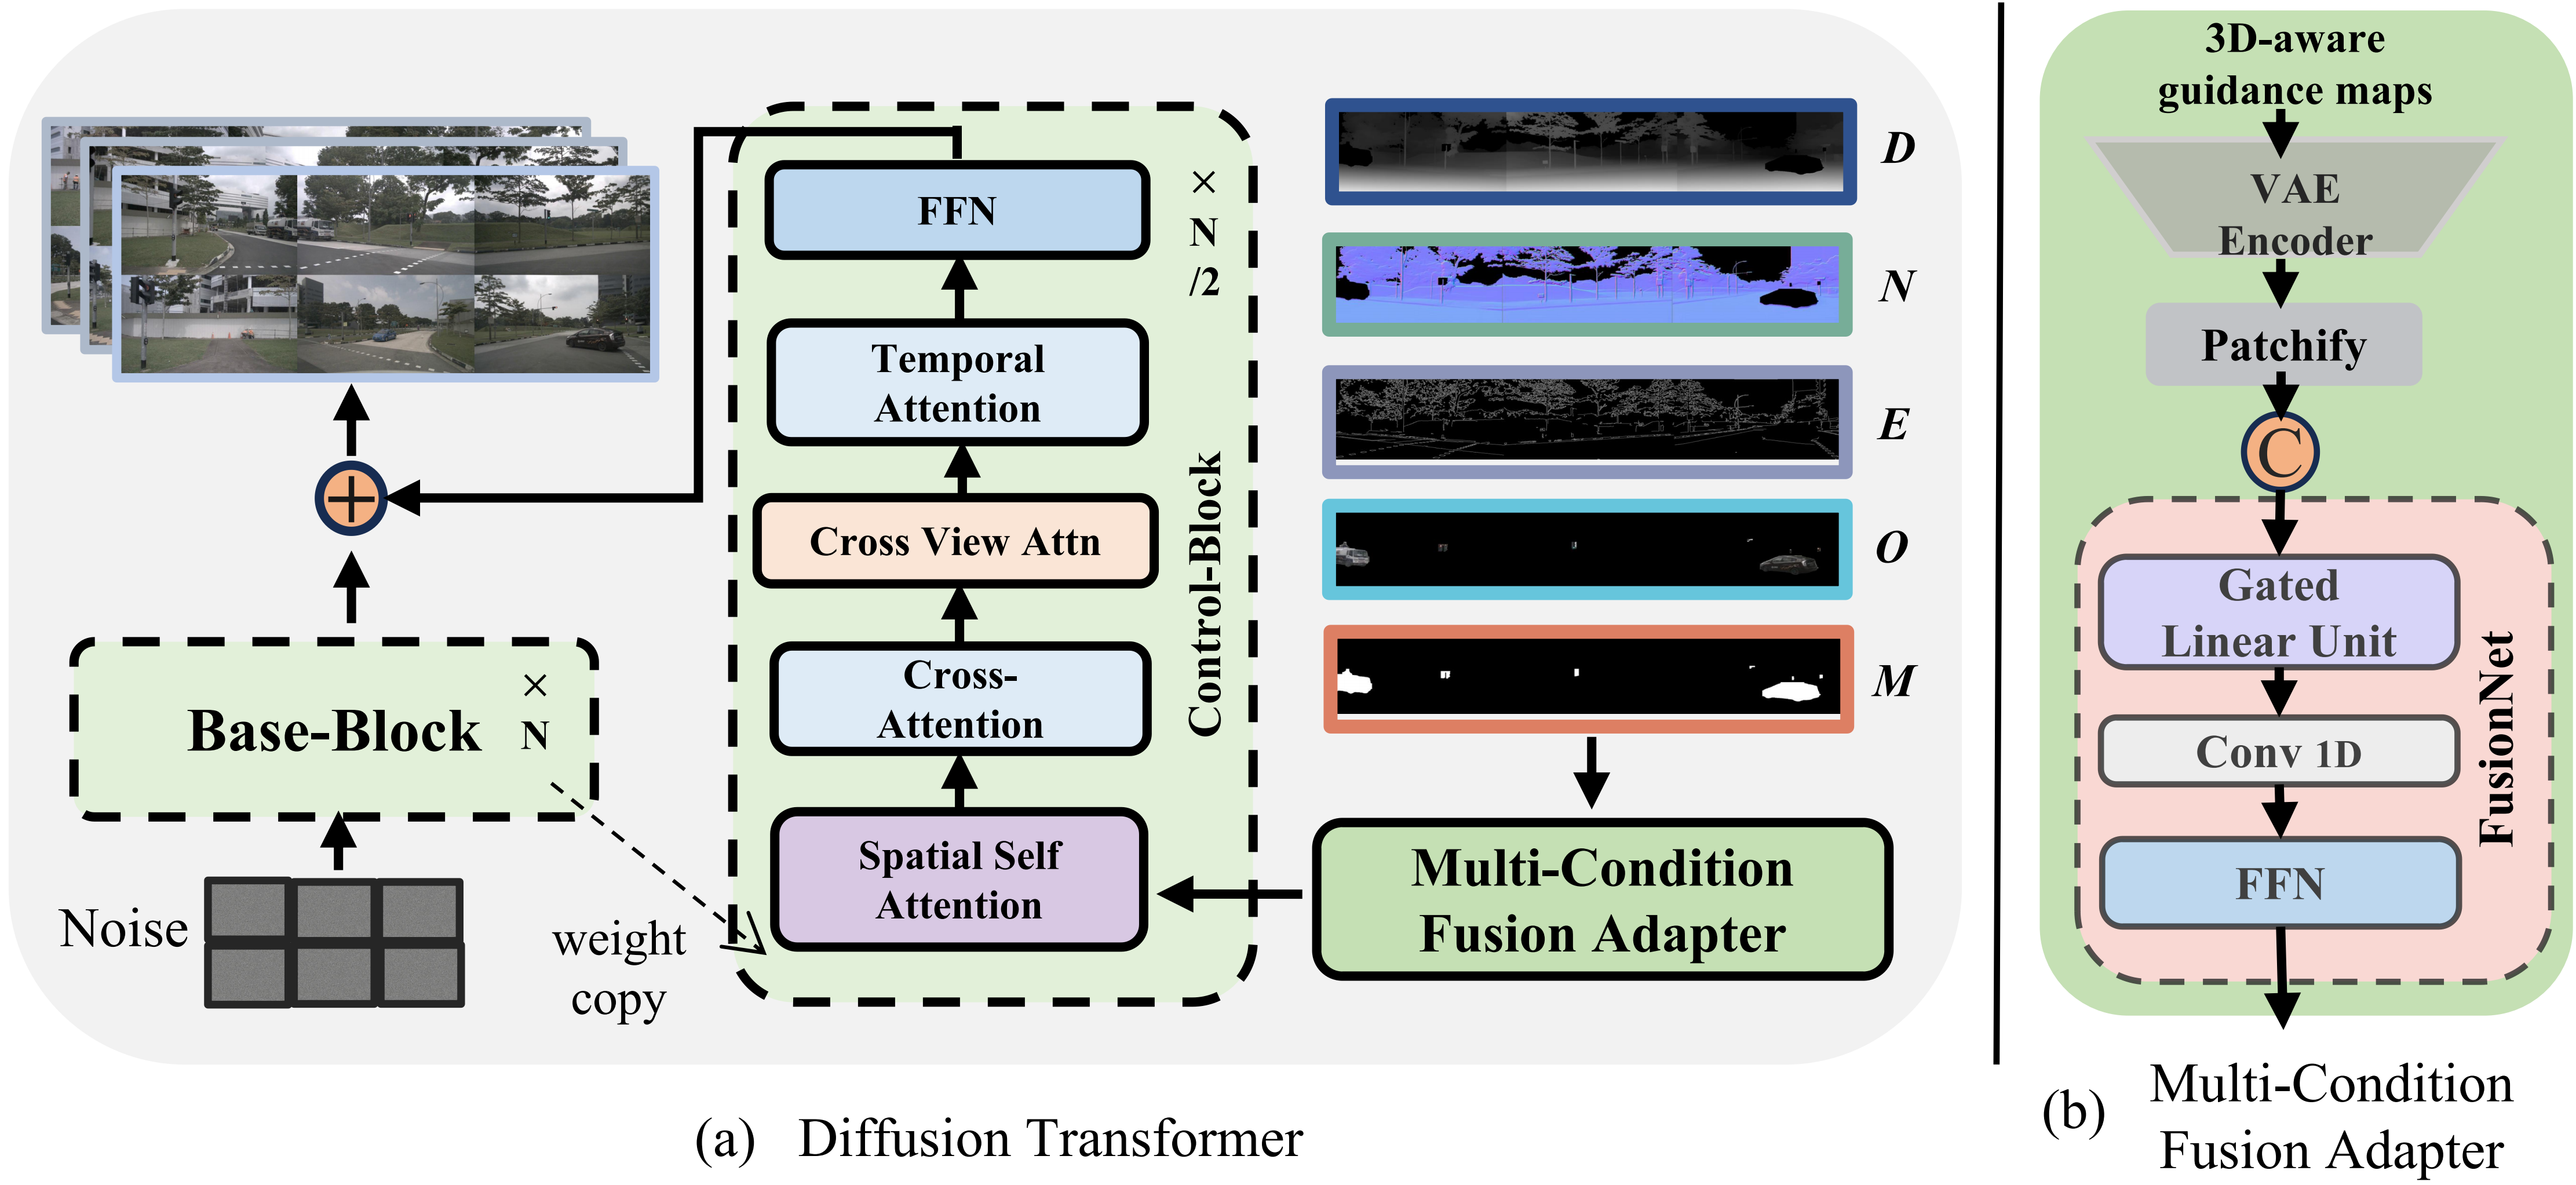 FFN
Temporal
Attention
Cross View Attn
Cross-
Attention
Spatial Self
Attention
×
N
/2
Control-Block
Base-Block
×
N
Noise
weight
copy
D
N
E
O
M
Multi-Condition
Fusion Adapter
(a) Diffusion Transformer
3D-aware
guidance maps
VAE
Encoder
Patchify
C
Gated
Linear Unit
Conv 1D
FFN
FusionNet
(b) Multi-Condition
Fusion Adapter